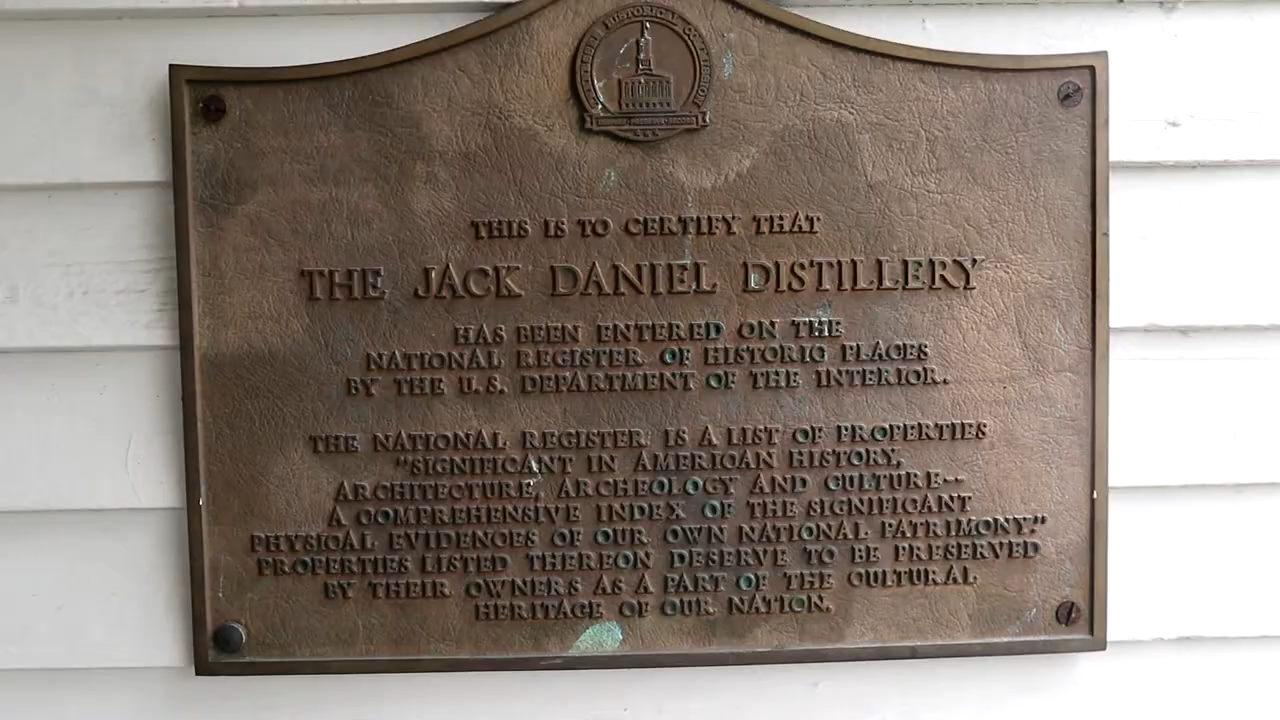 TENNESSEE HISTORICAL COMMISSION
THIS IS TO CERTIFY THAT
THE JACK DANIEL DISTILLERY
HAS BEEN ENTERED ON THE
NATIONAL REGISTER OF HISTORIC PLACES
BY THE U.S. DEPARTMENT OF THE INTERIOR.
THE NATIONAL REGISTER IS A LIST OF PROPERTIES
"SIGNIFICANT IN AMERICAN HISTORY,
ARCHITECTURE, ARCHEOLOGY AND CULTURE--
A COMPREHENSIVE INDEX OF THE SIGNIFICANT
PHYSICAL EVIDENCES OF OUR OWN NATIONAL PATRIMONY."
PROPERTIES LISTED THEREON DESERVE TO BE PRESERVED
BY THEIR OWNERS AS A PART OF THE CULTURAL
HERITAGE OF OUR NATION.